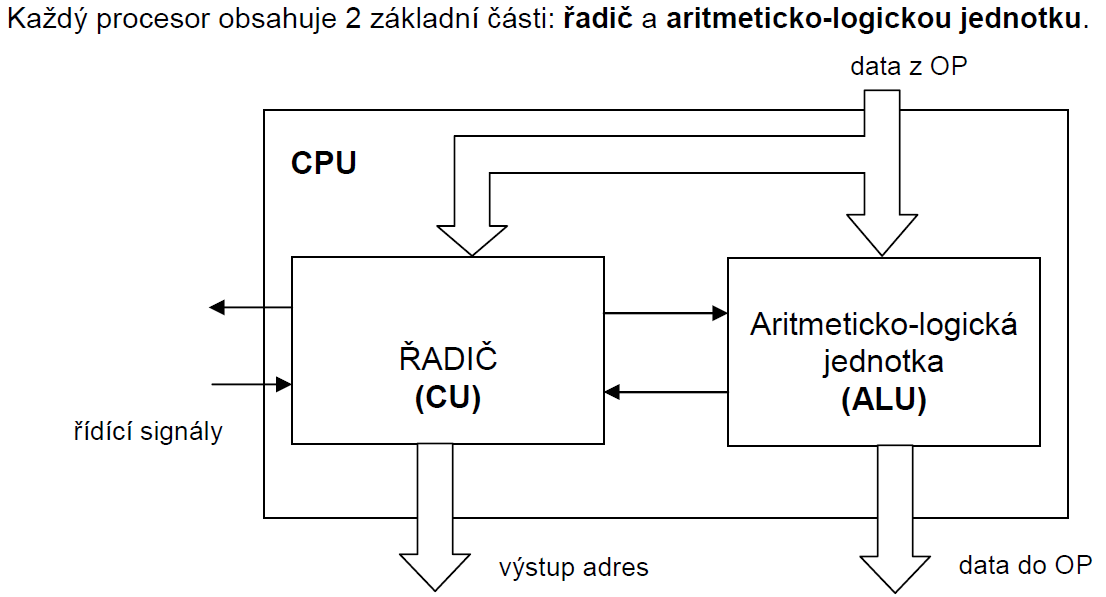 Každý procesor obsahuje 2 základní části: řadič a aritmeticko-logickou jednotku.
data z OP
CPU
ŘADIČ
(CU)
Aritmeticko-logická
jednotka
(ALU)
řídící signály
výstup adres
data do OP